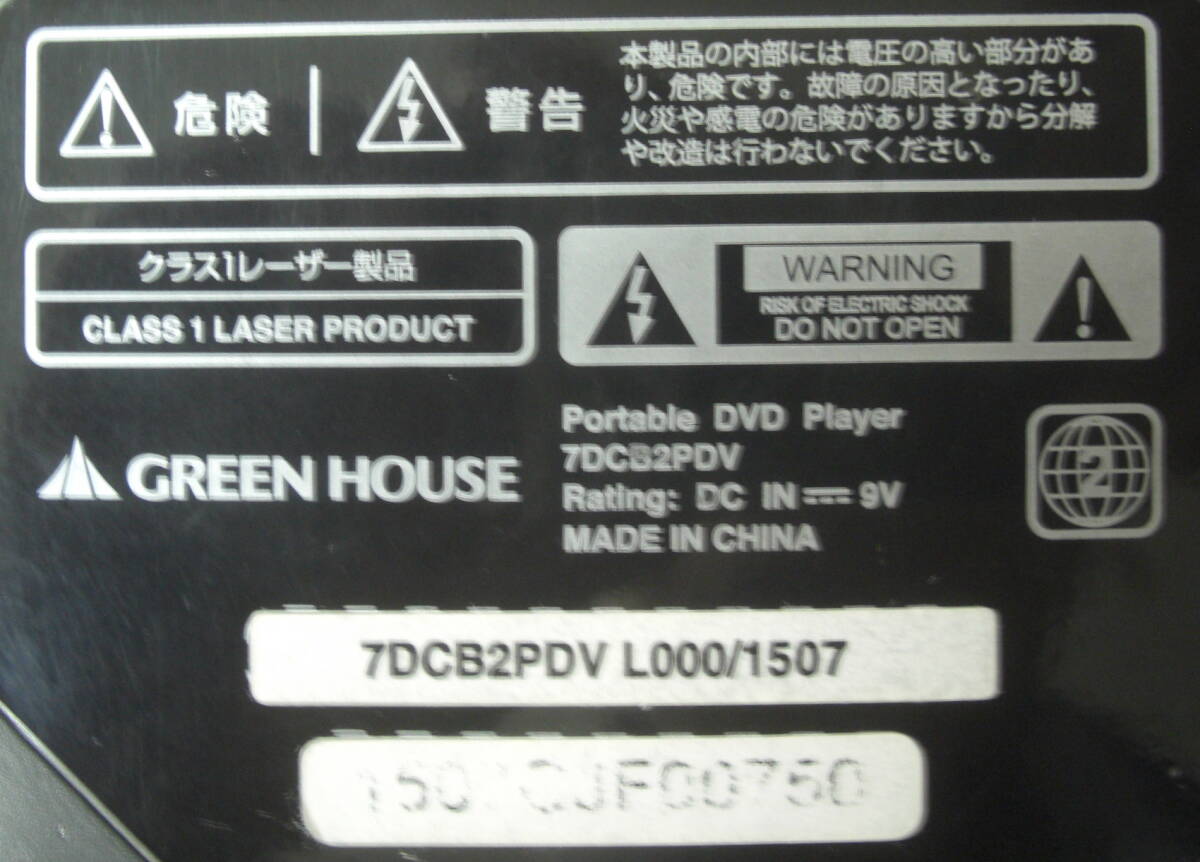 危険 | 警告
本製品の内部には電圧の高い部分があ
り、危険です。故障の原因となったり、
火災や感電の危険がありますから分解
や改造は行わないでください。
クラス1レーザー製品
CLASS 1 LASER PRODUCT
WARNING
RISK OF ELECTRIC SHOCK
DO NOT OPEN
GREEN HOUSE
Portable DVD Player
7DCB2PDV
Rating: DC IN ⎓ 9V
MADE IN CHINA
2
7DCB2PDV L000/1507